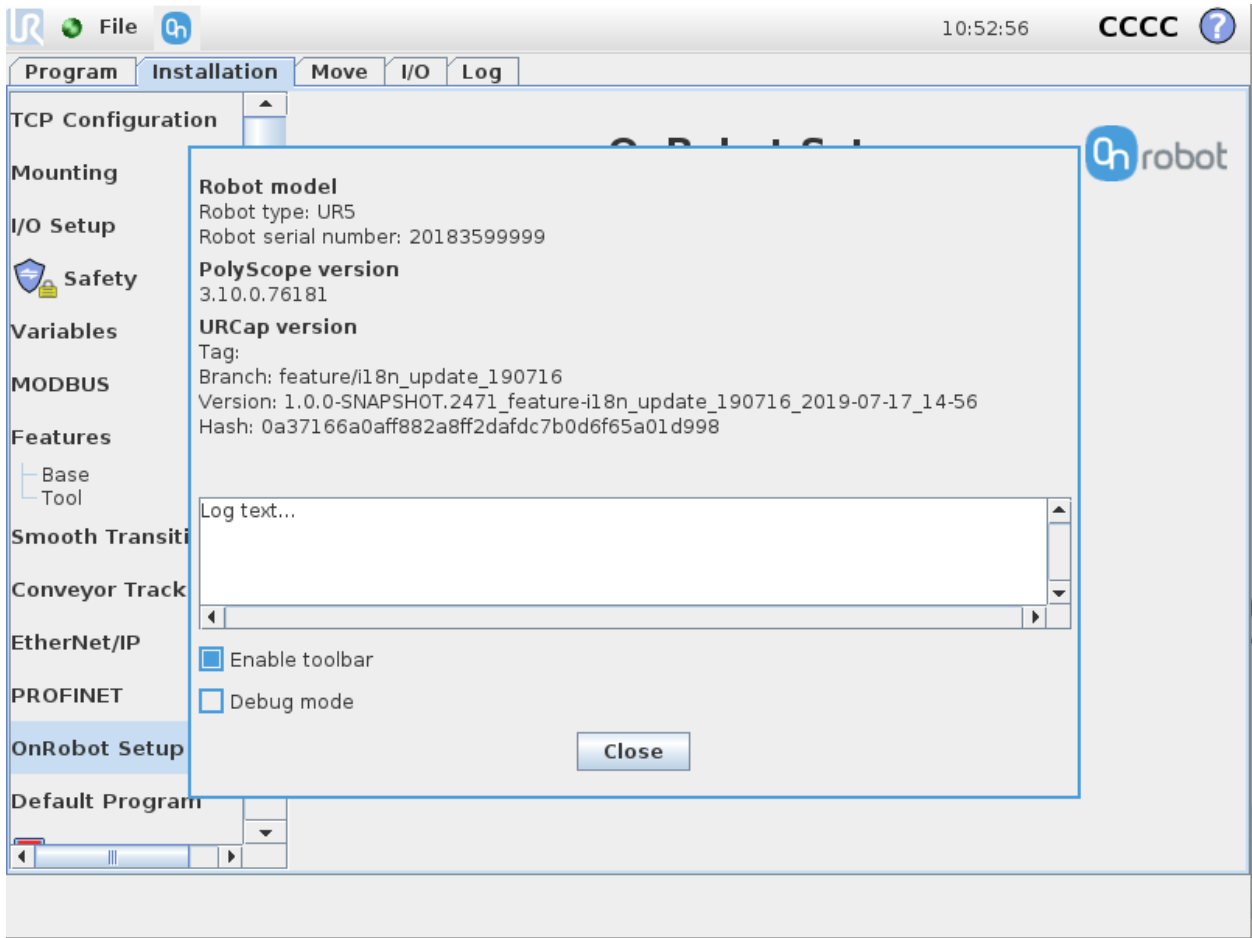 UR
File
On
10:52:56
CCCC
?
Program
Installation
Move
I/O
Log
TCP Configuration
Mounting
I/O Setup
Safety
Variables
MODBUS
Features
Base
Tool
Smooth Transiti
Conveyor Track
EtherNet/IP
PROFINET
OnRobot Setup
Default Program
On robot
Robot model
Robot type: UR5
Robot serial number: 20183599999
PolyScope version
3.10.0.76181
URCap version
Tag:
Branch: feature/i18n_update_190716
Version: 1.0.0-SNAPSHOT.2471_feature-i18n_update_190716_2019-07-17_14-56
Hash: 0a37166a0aff882a8ff2dafdc7b0d6f65a01d998
Log text...
Enable toolbar
Debug mode
Close